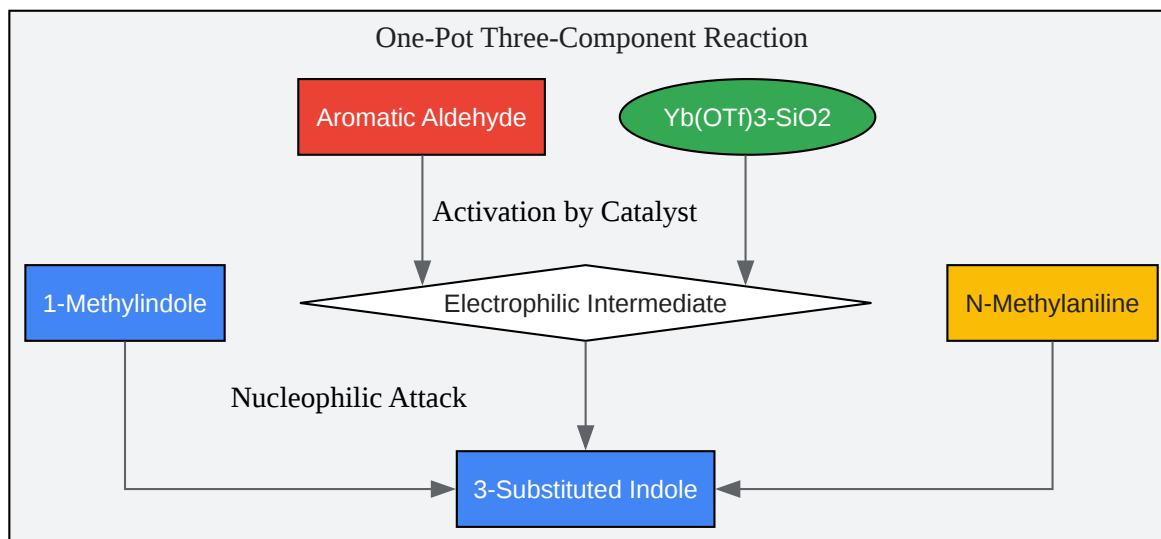 One-Pot Three-Component Reaction
Aromatic Aldehyde
Yb(OTf)3-SiO2
Activation by Catalyst
1-Methylindole
Electrophilic Intermediate
N-Methylaniline
Nucleophilic Attack
3-Substituted Indole